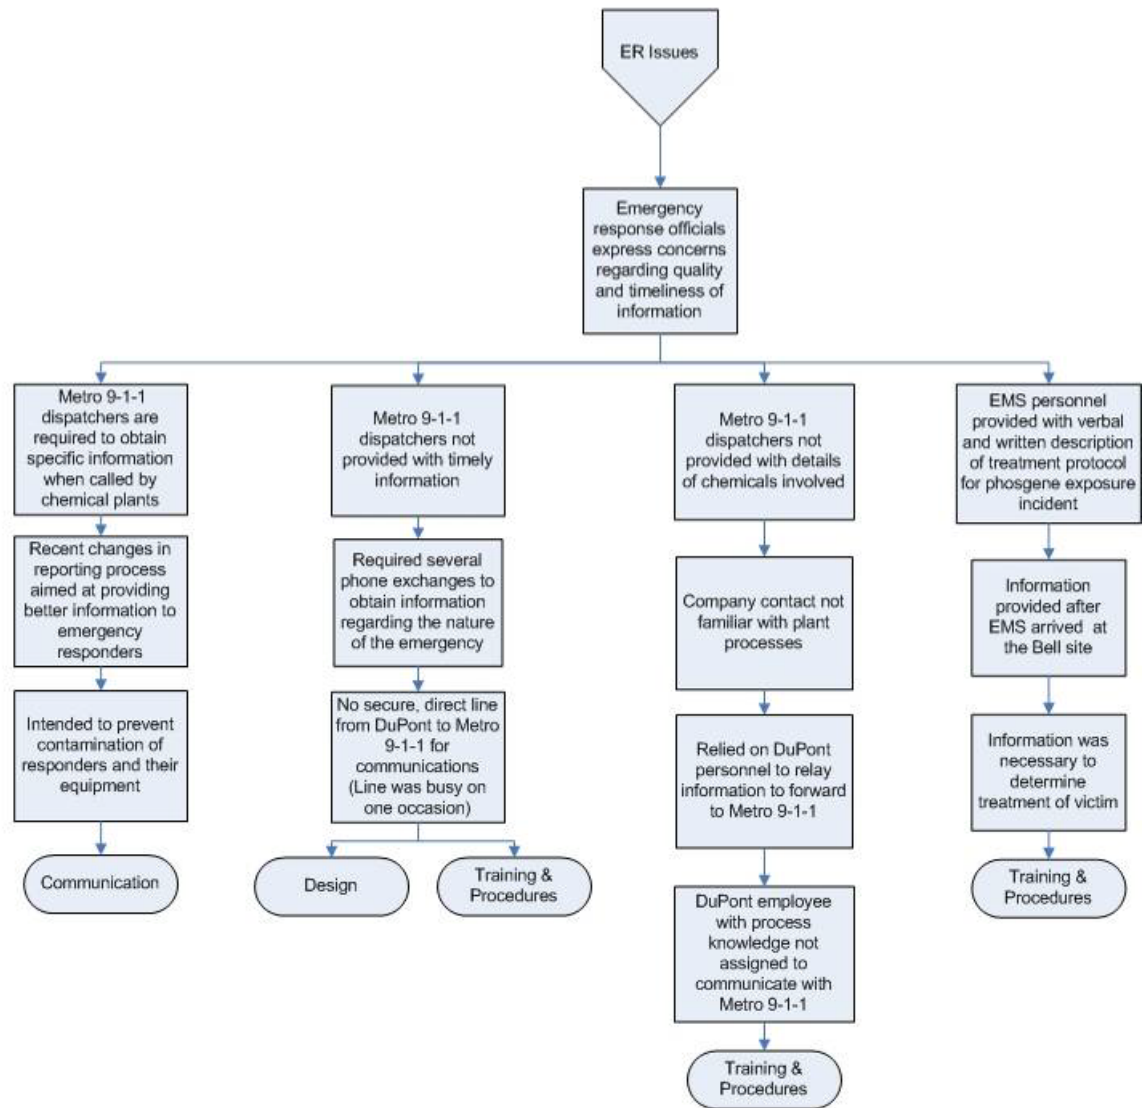 ER Issues
Emergency
response officials
express concerns
regarding quality
and timeliness of
information
Metro 9-1-1
dispatchers are
required to obtain
specific information
when called by
chemical plants
Recent changes in
reporting process
aimed at providing
better information to
emergency
responders
Intended to prevent
contamination of
responders and their
equipment
Communication
Metro 9-1-1
dispatchers not
provided with timely
information
Required several
phone exchanges to
obtain information
regarding the nature
of the emergency
No secure, direct line
from DuPont to Metro
9-1-1 for
communications
(Line was busy on
one occasion)
Design
Training &
Procedures
Metro 9-1-1
dispatchers not
provided with details
of chemicals involved
Company contact not
familiar with plant
processes
Relied on DuPont
personnel to relay
information to forward
to Metro 9-1-1
DuPont employee
with process
knowledge not
assigned to
communicate with
Metro 9-1-1
Training &
Procedures
EMS personnel
provided with verbal
and written description
of treatment protocol
for phosgene exposure
incident
Information
provided after
EMS arrived at
the Bell site
Information was
necessary to
determine
treatment of victim
Training &
Procedures